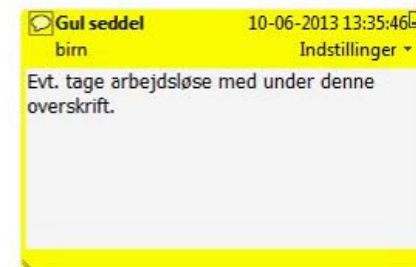 Gul seddel 10-06-2013 13:35:46
birn Indstillinger
Evt. tage arbejdsløse med under denne
overskrift.